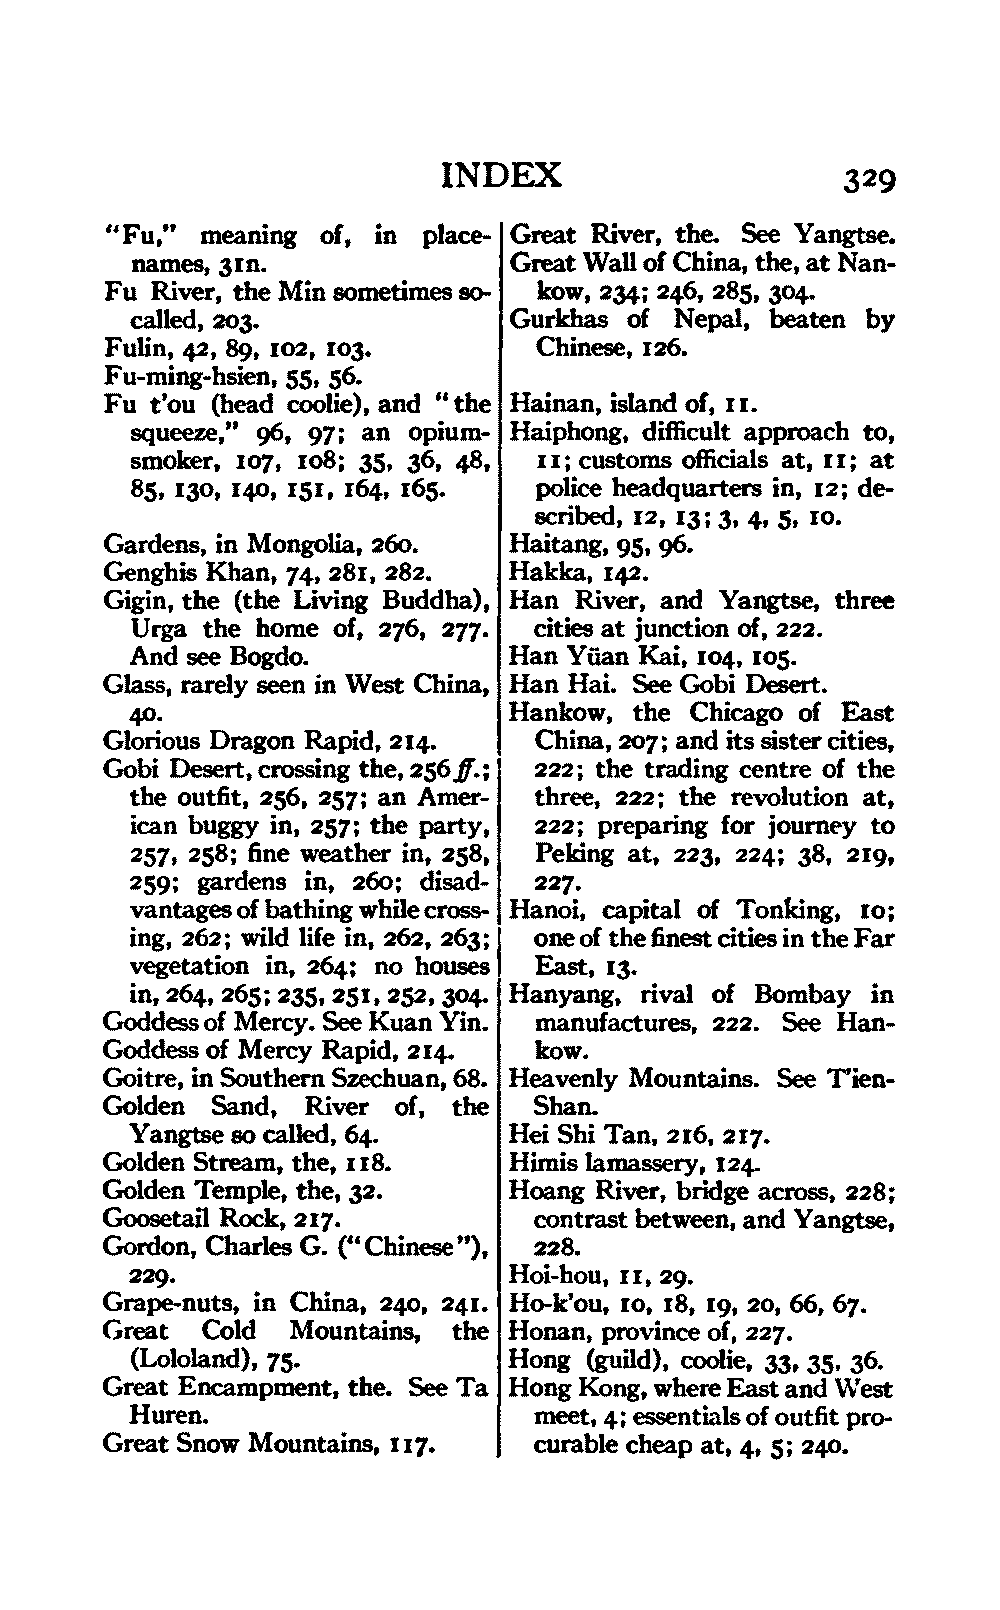 INDEX
329
"Fu," meaning of, in place-
names, 31n.
Fu River, the Min sometimes so-
called, 203.
Fulin, 42, 89, 102, 103.
Fu-ming-hsien, 55, 56.
Fu t'ou (head coolie), and "the
squeeze," 96, 97; an opium-
smoker, 107, 108; 35, 36, 48,
85, 130, 140, 151, 164, 165.
Gardens, in Mongolia, 260.
Genghis Khan, 74, 281, 282.
Gigin, the (the Living Buddha),
Urga the home of, 276, 277.
And see Bogdo.
Glass, rarely seen in West China,
40.
Glorious Dragon Rapid, 214.
Gobi Desert, crossing the, 256 ff.;
the outfit, 256, 257; an Amer-
ican buggy in, 257; the party,
257, 258; fine weather in, 258,
259; gardens in, 260; disad-
vantages of bathing while cross-
ing, 262; wild life in, 262, 263;
vegetation in, 264; no houses
in, 264, 265; 235, 251, 252, 304.
Goddess of Mercy. See Kuan Yin.
Goddess of Mercy Rapid, 214.
Goitre, in Southern Szechuan, 68.
Golden Sand, River of, the
Yangtse so called, 64.
Golden Stream, the, 118.
Golden Temple, the, 32.
Goosetail Rock, 217.
Gordon, Charles G. ("Chinese"),
229.
Grape-nuts, in China, 240, 241.
Great Cold Mountains, the
(Lololand), 75.
Great Encampment, the. See Ta
Huren.
Great Snow Mountains, 117.
Great River, the. See Yangtse.
Great Wall of China, the, at Nan-
kow, 234; 246, 285, 304.
Gurkhas of Nepal, beaten by
Chinese, 126.
Hainan, island of, 11.
Haiphong, difficult approach to,
11; customs officials at, 11; at
police headquarters in, 12; de-
scribed, 12, 13; 3, 4, 5, 10.
Haitang, 95, 96.
Hakka, 142.
Han River, and Yangtse, three
cities at junction of, 222.
Han Yüan Kai, 104, 105.
Han Hai. See Gobi Desert.
Hankow, the Chicago of East
China, 207; and its sister cities,
222; the trading centre of the
three, 222; the revolution at,
222; preparing for journey to
Peking at, 223, 224; 38, 219,
227.
Hanoi, capital of Tonking, 10;
one of the finest cities in the Far
East, 13.
Hanyang, rival of Bombay in
manufactures, 222. See Han-
kow.
Heavenly Mountains. See T'ien-
Shan.
Hei Shi Tan, 216, 217.
Himis lamassery, 124.
Hoang River, bridge across, 228;
contrast between, and Yangtse,
228.
Hoi-hou, 11, 29.
Ho-k'ou, 10, 18, 19, 20, 66, 67.
Honan, province of, 227.
Hong (guild), coolie, 33, 35, 36.
Hong Kong, where East and West
meet, 4; essentials of outfit pro-
curable cheap at, 4, 5; 240.